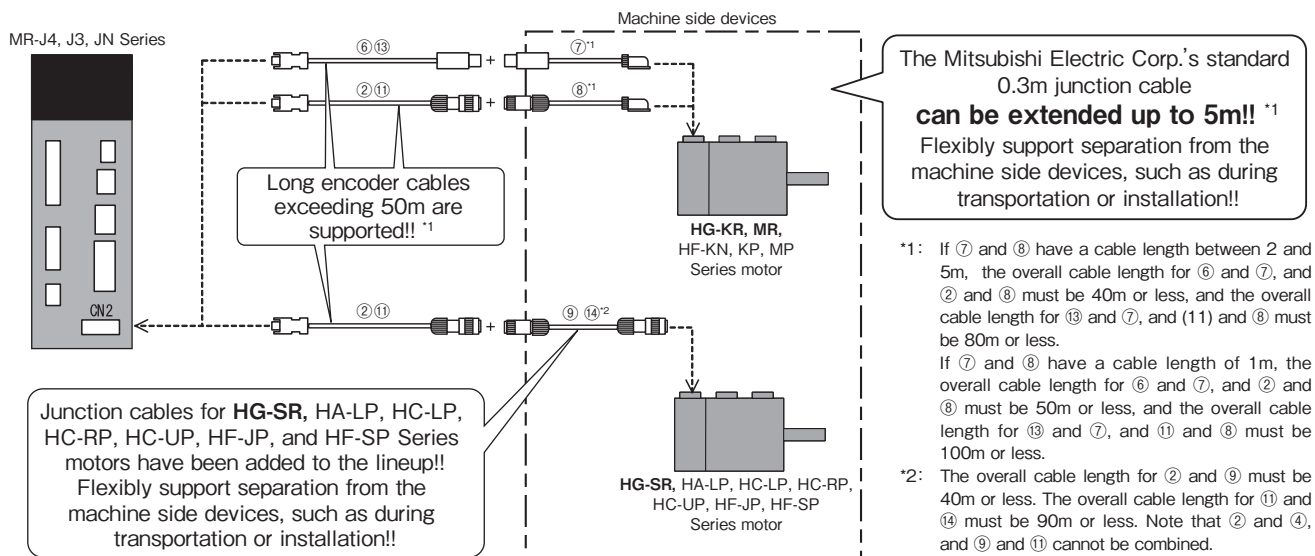 Machine side devices
MR-J4, J3, JN Series
⑥⑬
+
⑦*1
②⑪
+
⑧*1
The Mitsubishi Electric Corp.'s standard
0.3m junction cable
can be extended up to 5m!! *1
Flexibly support separation from the
machine side devices, such as during
transportation or installation!!
Long encoder cables
exceeding 50m are
supported!! *1
HG-KR, MR,
HF-KN, KP, MP
Series motor
CN2
②⑪
+
⑨ ⑭*2
Junction cables for HG-SR, HA-LP, HC-LP,
HC-RP, HC-UP, HF-JP, and HF-SP Series
motors have been added to the lineup!!
Flexibly support separation from the
machine side devices, such as during
transportation or installation!!
HG-SR, HA-LP, HC-LP, HC-RP,
HC-UP, HF-JP, HF-SP
Series motor
*1: If ⑦ and ⑧ have a cable length between 2 and
5m, the overall cable length for ⑥ and ⑦, and
② and ⑧ must be 40m or less, and the overall
cable length for ⑬ and ⑦, and (11) and ⑧ must
be 80m or less.
If ⑦ and ⑧ have a cable length of 1m, the
overall cable length for ⑥ and ⑦, and ② and
⑧ must be 50m or less, and the overall cable
length for ⑬ and ⑦, and ⑪ and ⑧ must be
100m or less.
*2: The overall cable length for ② and ⑨ must be
40m or less. The overall cable length for ⑪ and
⑭ must be 90m or less. Note that ② and ④,
and ⑨ and ⑪ cannot be combined.